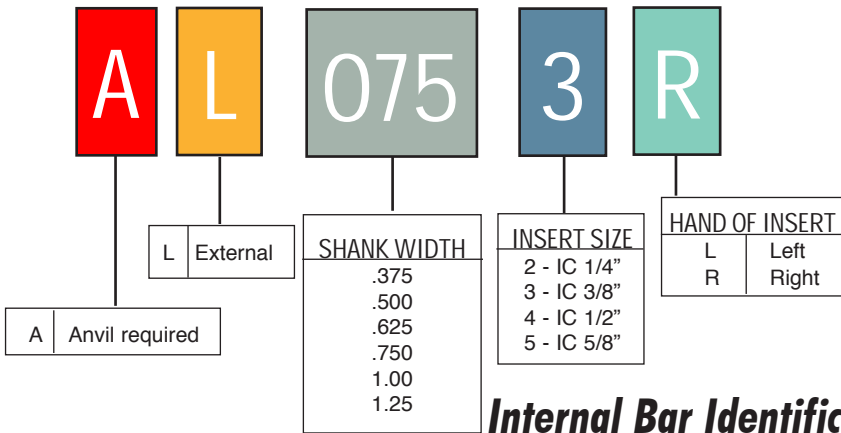 A L 075 3 R
HAND OF INSERT
L Left
R Right
L External
SHANK WIDTH
.375
.500
.625
.750
1.00
1.25
INSERT SIZE
2 - IC 1/4”
3 - IC 3/8”
4 - IC 1/2”
5 - IC 5/8”
A Anvil required
Internal Bar Identific